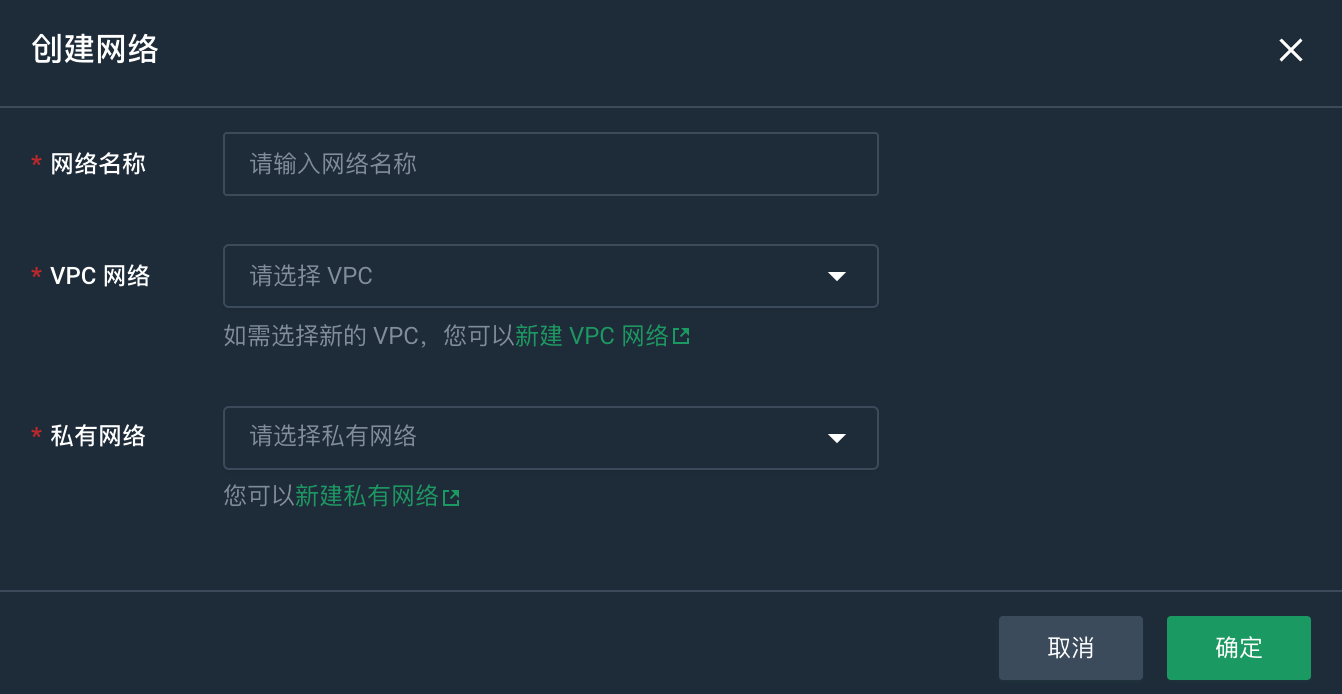 创建网络
* 网络名称
请输入网络名称
* VPC 网络
请选择 VPC
如需选择新的 VPC，您可以新建 VPC 网络
* 私有网络
请选择私有网络
您可以新建私有网络
取消
确定